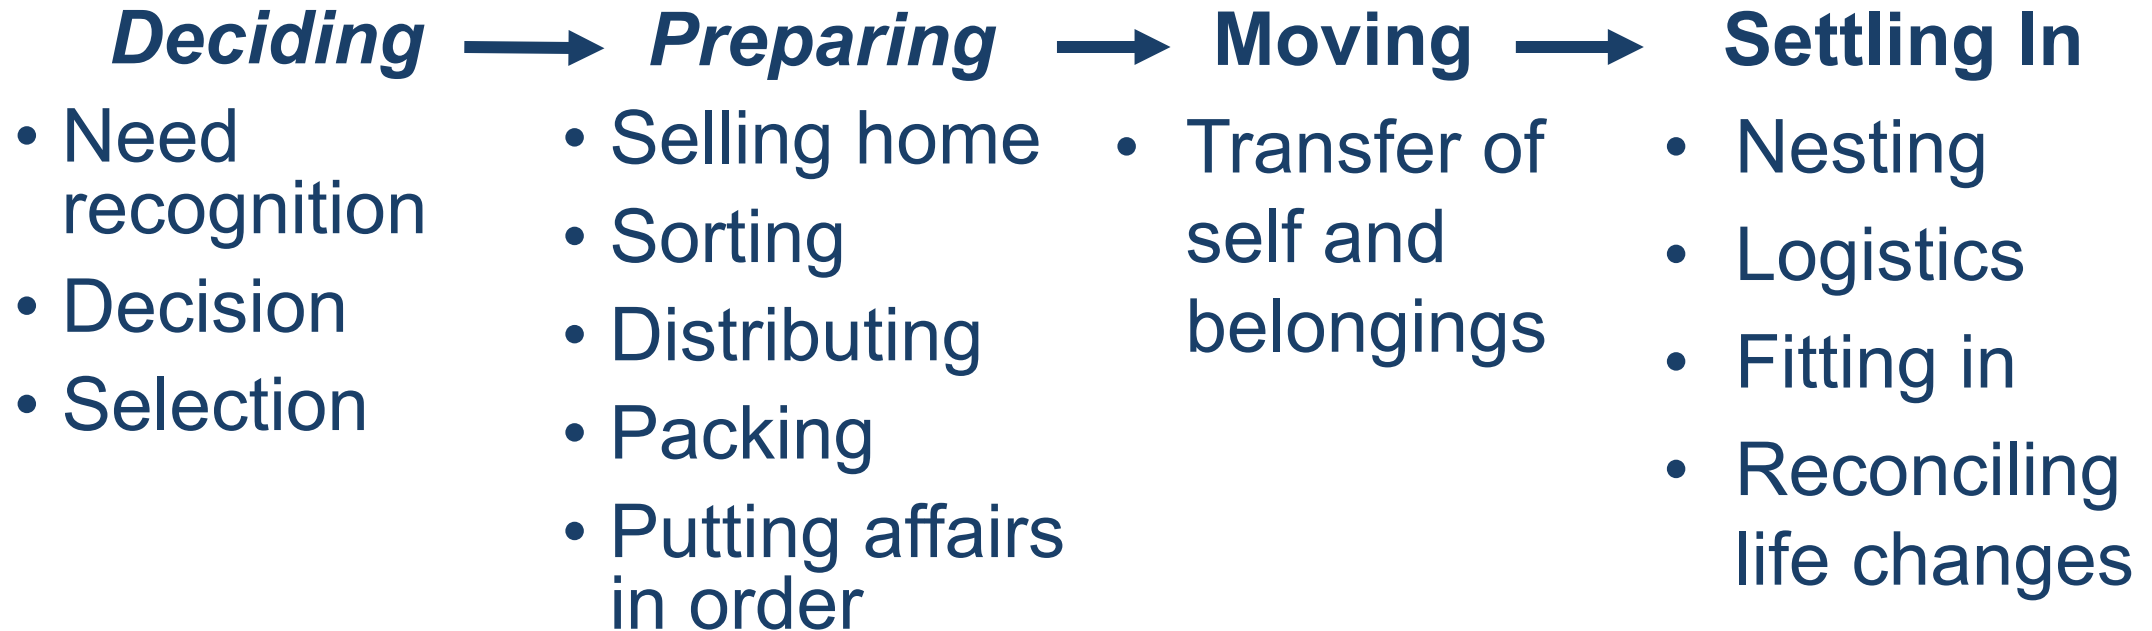 Deciding → Preparing → Moving → Settling In
• Need
recognition
• Decision
• Selection
• Selling home
• Sorting
• Distributing
• Packing
• Putting affairs
in order
• Transfer of
self and
belongings
• Nesting
• Logistics
• Fitting in
• Reconciling
life changes